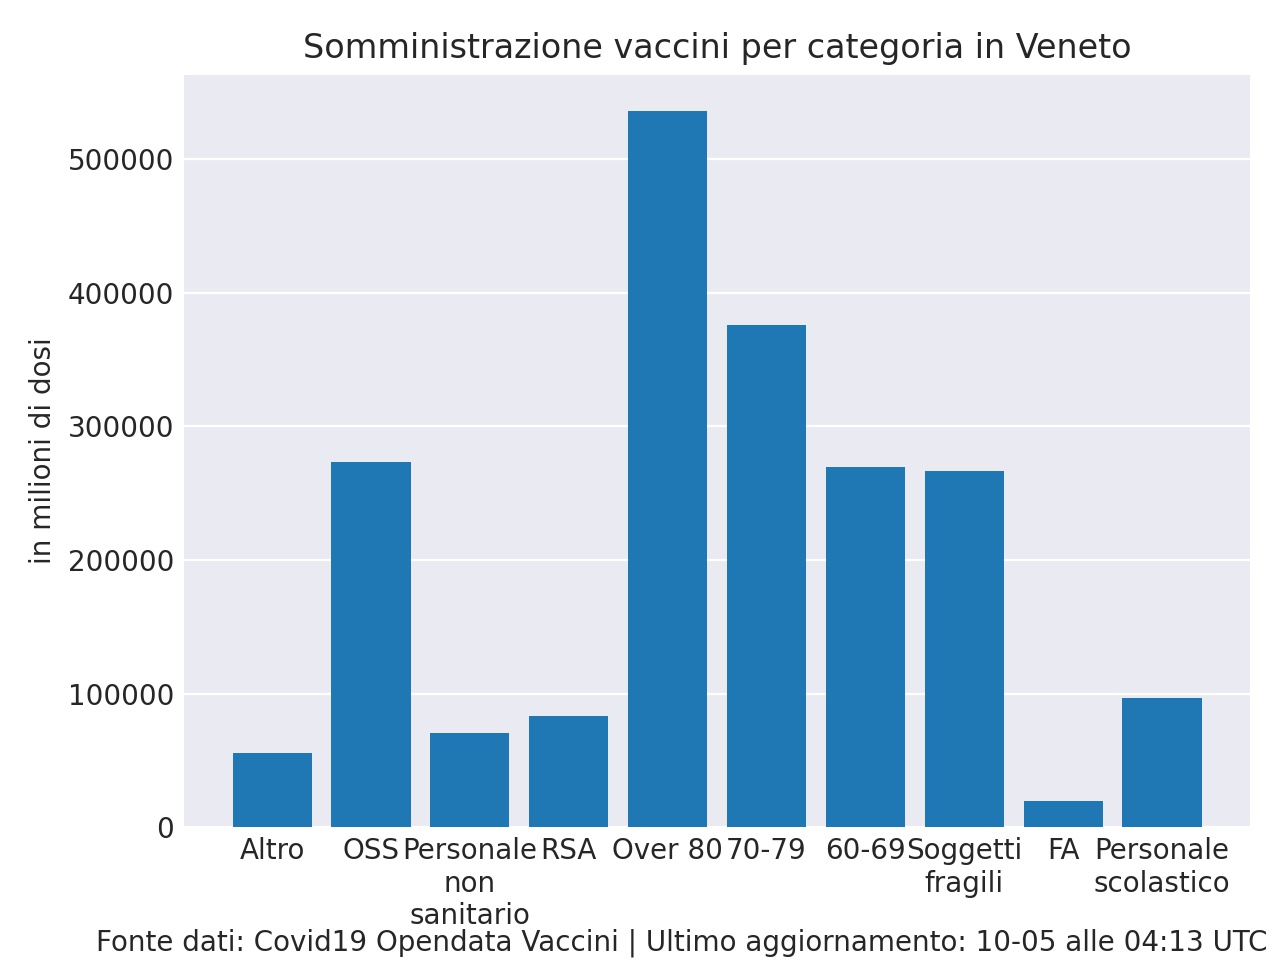 Somministrazione vaccini per categoria in Veneto
in milioni di dosi
500000
400000
300000
200000
100000
0
Altro
OSS
Personale
non
sanitario
RSA
Over 80
70-79
60-69
Soggetti
fragili
FA
Personale
scolastico
Fonte dati: Covid19 Opendata Vaccini | Ultimo aggiornamento: 10-05 alle 04:13 UTC